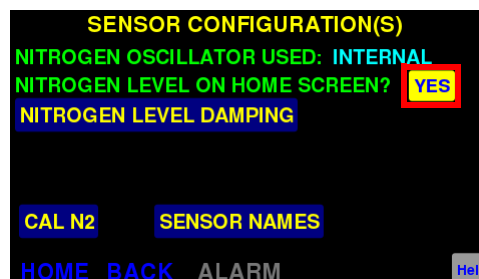 SENSOR CONFIGURATION(S)
NITROGEN OSCILLATOR USED: INTERNAL
NITROGEN LEVEL ON HOME SCREEN? YES
NITROGEN LEVEL DAMPING
CAL N2 SENSOR NAMES
HOME BACK ALARM Hel